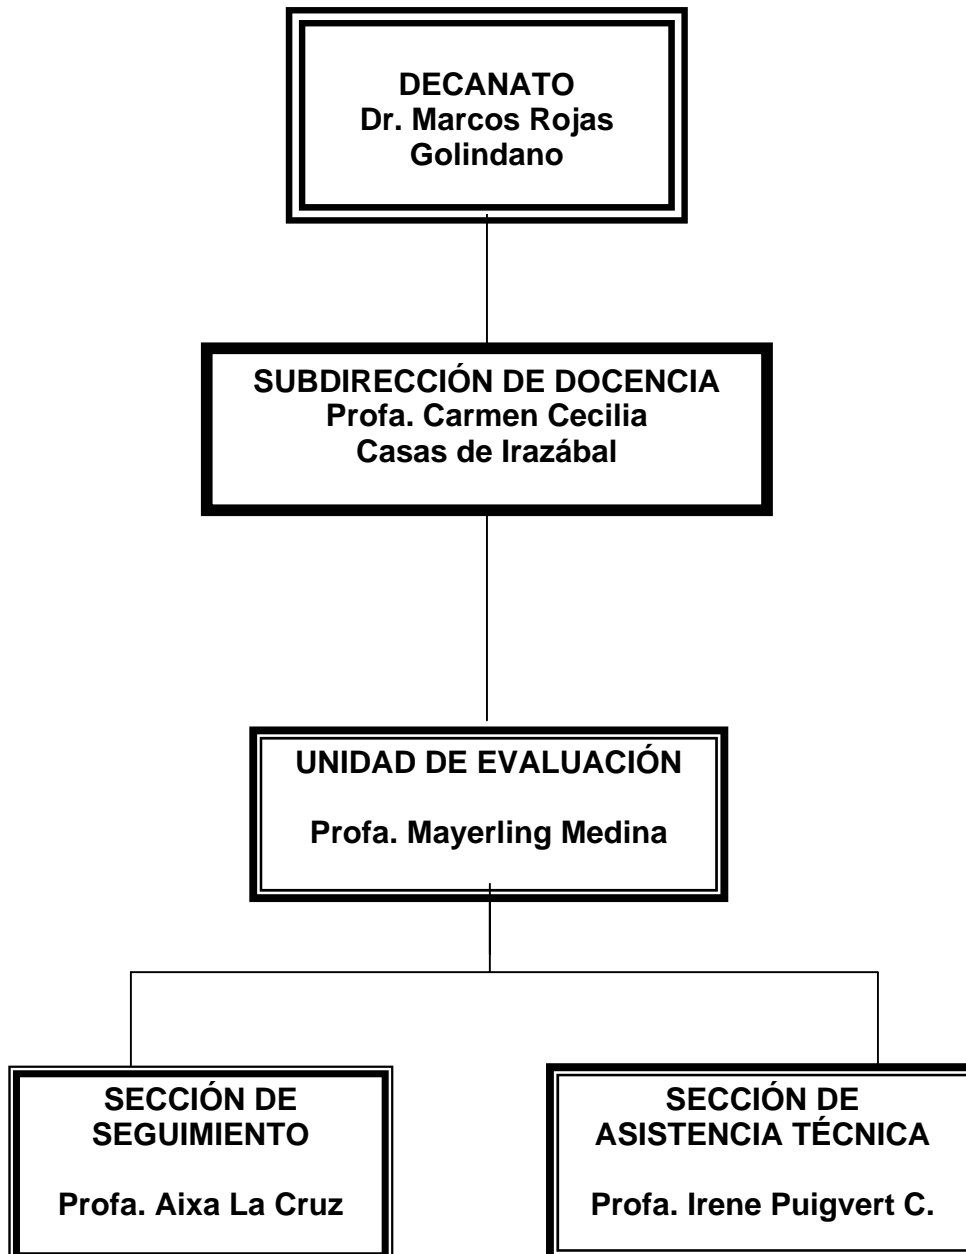 DECANATO
Dr. Marcos Rojas
Golindano
SUBDIRECCIÓN DE DOCENCIA
Profa. Carmen Cecilia
Casas de Irazábal
UNIDAD DE EVALUACIÓN
Profa. Mayerling Medina
SECCIÓN DE
SEGUIMIENTO
Profa. Aixa La Cruz
SECCIÓN DE
ASISTENCIA TÉCNICA
Profa. Irene Puigvert C.